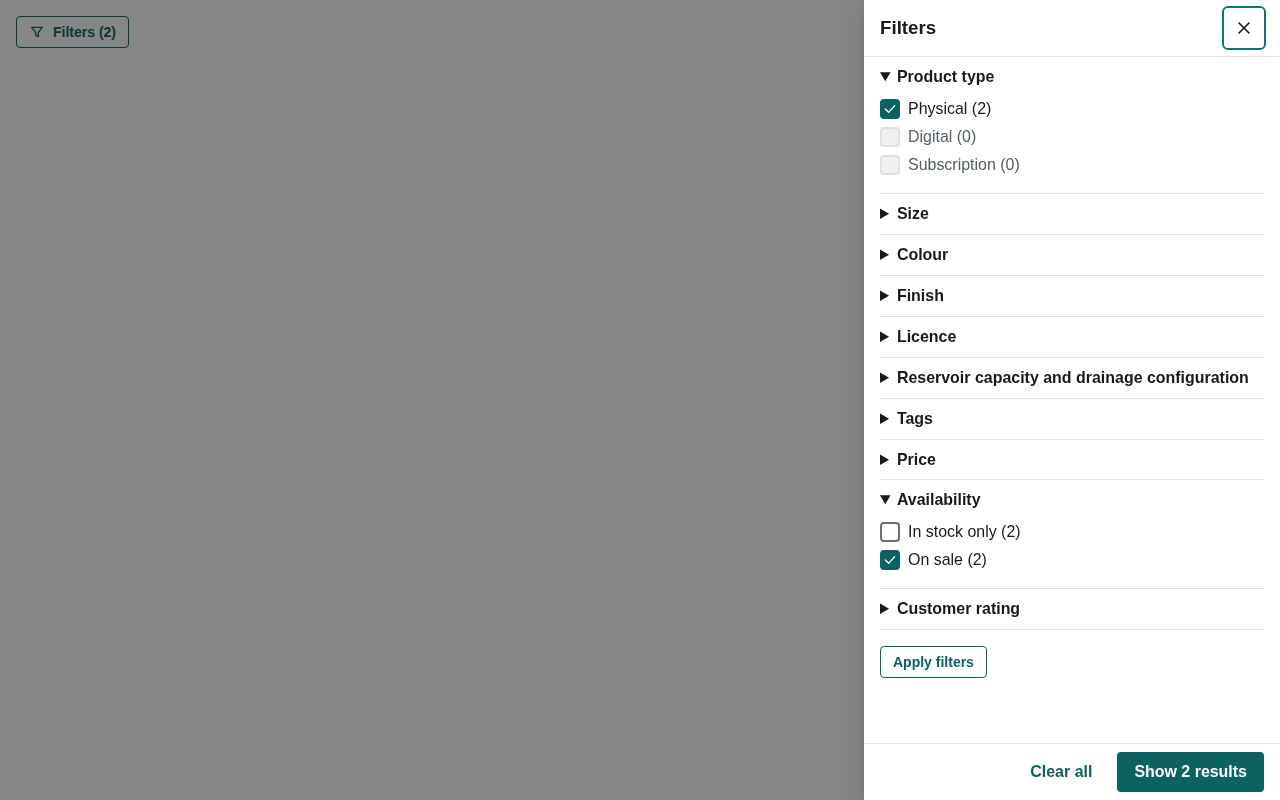 Filters (2)
Filters
Product type
Physical (2)
Digital (0)
Subscription (0)
Size
Colour
Finish
Licence
Reservoir capacity and drainage configuration
Tags
Price
Availability
In stock only (2)
On sale (2)
Customer rating
Apply filters
Clear all
Show 2 results